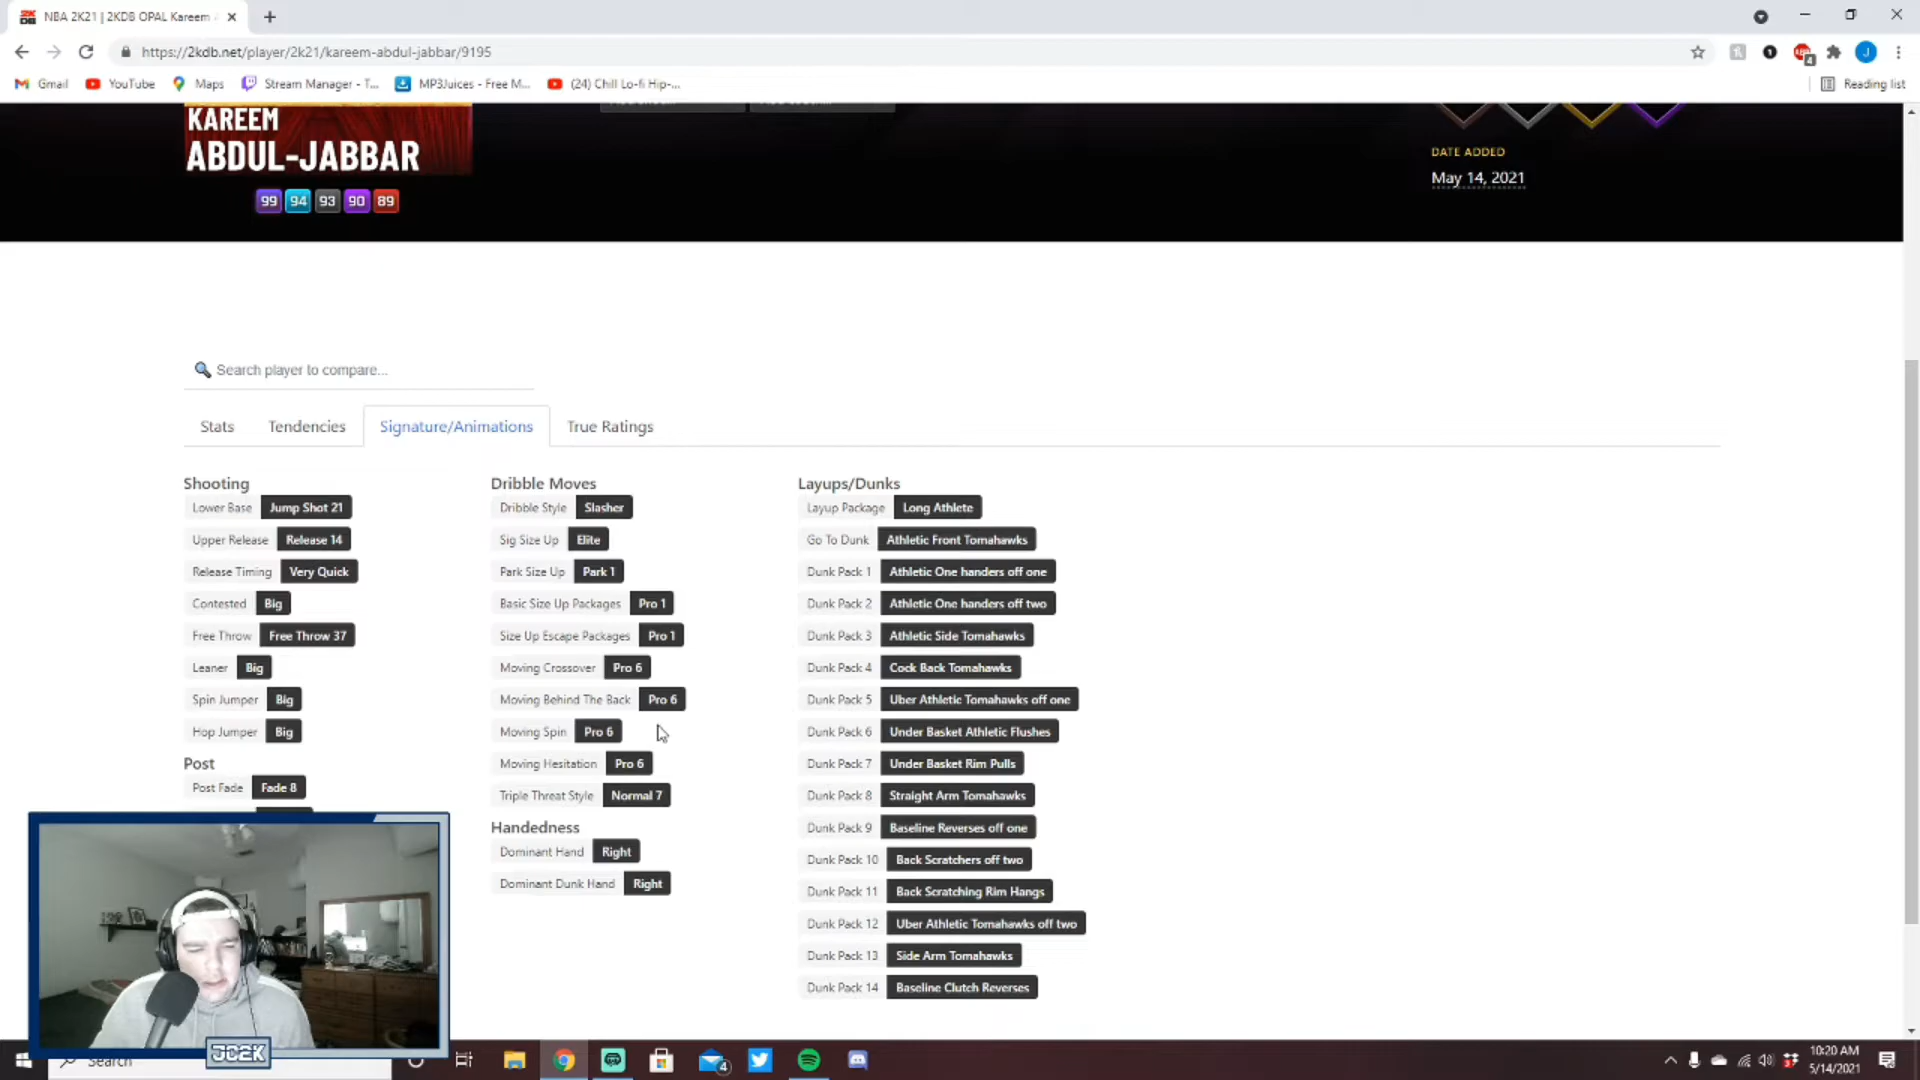 NBA 2K21 | 2KDB OPAL Kareem
https://2kdb.net/player/2k21/kareem-abdul-jabbar/9195
J
4
Gmail YouTube Maps Stream Manager - T... MP3Juices - Free M... (24) Chill Lo-fi Hip-... Reading list
KAREEM
ABDUL-JABBAR
99 94 93 90 89
DATE ADDED
May 14, 2021
Search player to compare...
Stats Tendencies Signature/Animations True Ratings
Shooting
Lower Base Jump Shot 21
Upper Release Release 14
Release Timing Very Quick
Contested Big
Free Throw Free Throw 37
Leaner Big
Spin Jumper Big
Hop Jumper Big
Post
Post Fade Fade 8
Dribble Moves
Dribble Style Slasher
Sig Size Up Elite
Park Size Up Park 1
Basic Size Up Packages Pro 1
Size Up Escape Packages Pro 1
Moving Crossover Pro 6
Moving Behind The Back Pro 6
Moving Spin Pro 6
Moving Hesitation Pro 6
Triple Threat Style Normal 7
Handedness
Dominant Hand Right
Dominant Dunk Hand Right
Layups/Dunks
Layup Package Long Athlete
Go To Dunk Athletic Front Tomahawks
Dunk Pack 1 Athletic One handers off one
Dunk Pack 2 Athletic One handers off two
Dunk Pack 3 Athletic Side Tomahawks
Dunk Pack 4 Cock Back Tomahawks
Dunk Pack 5 Uber Athletic Tomahawks off one
Dunk Pack 6 Under Basket Athletic Flushes
Dunk Pack 7 Under Basket Rim Pulls
Dunk Pack 8 Straight Arm Tomahawks
Dunk Pack 9 Baseline Reverses off one
Dunk Pack 10 Back Scratchers off two
Dunk Pack 11 Back Scratching Rim Hangs
Dunk Pack 12 Uber Athletic Tomahawks off two
Dunk Pack 13 Side Arm Tomahawks
Dunk Pack 14 Baseline Clutch Reverses
JC2K
Search
4
10:20 AM
5/14/2021